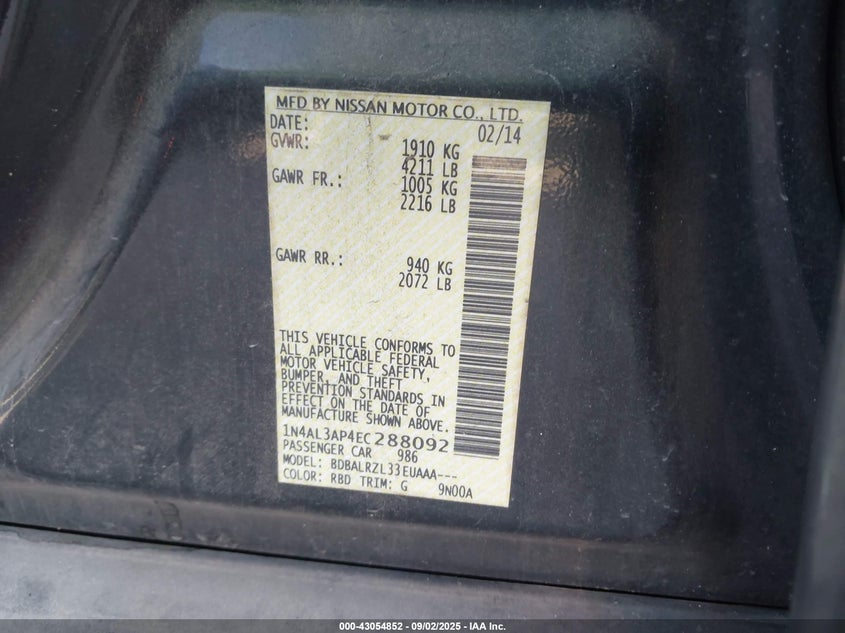 MFD BY NISSAN MOTOR CO., LTD.
DATE: 02/14
GVWR: 1910 KG
4211 LB
GAWR FR.: 1005 KG
2216 LB
GAWR RR.: 940 KG
2072 LB
THIS VEHICLE CONFORMS TO
ALL APPLICABLE FEDERAL
MOTOR VEHICLE SAFETY,
BUMPER, AND THEFT
PREVENTION STANDARDS IN
EFFECT ON THE DATE OF
MANUFACTURE SHOWN ABOVE.
1N4AL3AP4EC288092
PASSENGER CAR 986
MODEL: BDBALRZL33EUAAA---
COLOR: RBD TRIM: G 9N00A
000-43054852 - 09/02/2025 - IAA Inc.